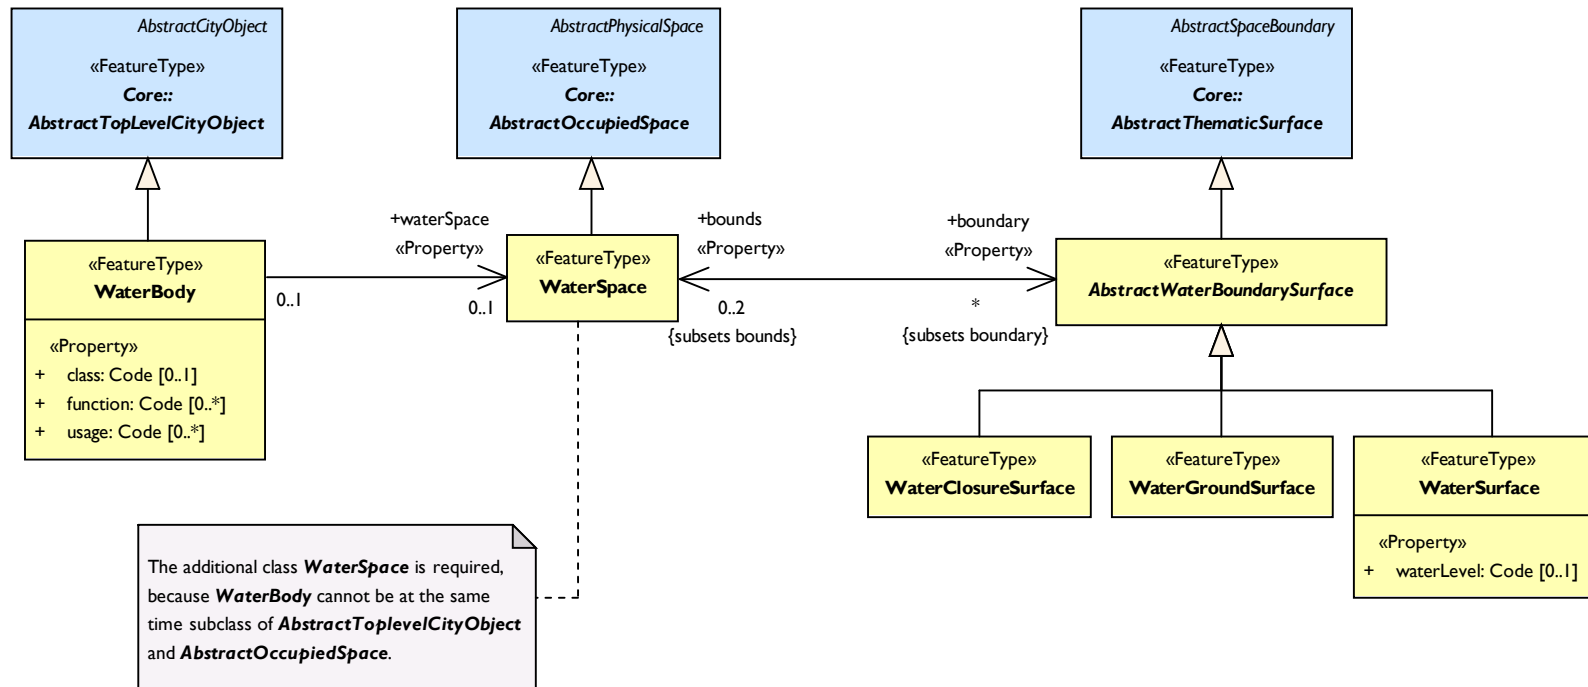 AbstractCityObject
«FeatureType»
Core::
AbstractTopLevelCityObject
AbstractPhysicalSpace
«FeatureType»
Core::
AbstractOccupiedSpace
AbstractSpaceBoundary
«FeatureType»
Core::
AbstractThematicSurface
«FeatureType»
WaterBody
«Property»
+ class: Code [0..1]
+ function: Code [0..*]
+ usage: Code [0..*]
0..1
+waterSpace
«Property»
0..1
«FeatureType»
WaterSpace
+bounds
«Property»
0..2
{subsets bounds}
+boundary
«Property»
*
{subsets boundary}
«FeatureType»
AbstractWaterBoundarySurface
«FeatureType»
WaterClosureSurface
«FeatureType»
WaterGroundSurface
«FeatureType»
WaterSurface
«Property»
+ waterLevel: Code [0..1]
The additional class WaterSpace is required,
because WaterBody cannot be at the same
time subclass of AbstractToplevelCityObject
and AbstractOccupiedSpace.